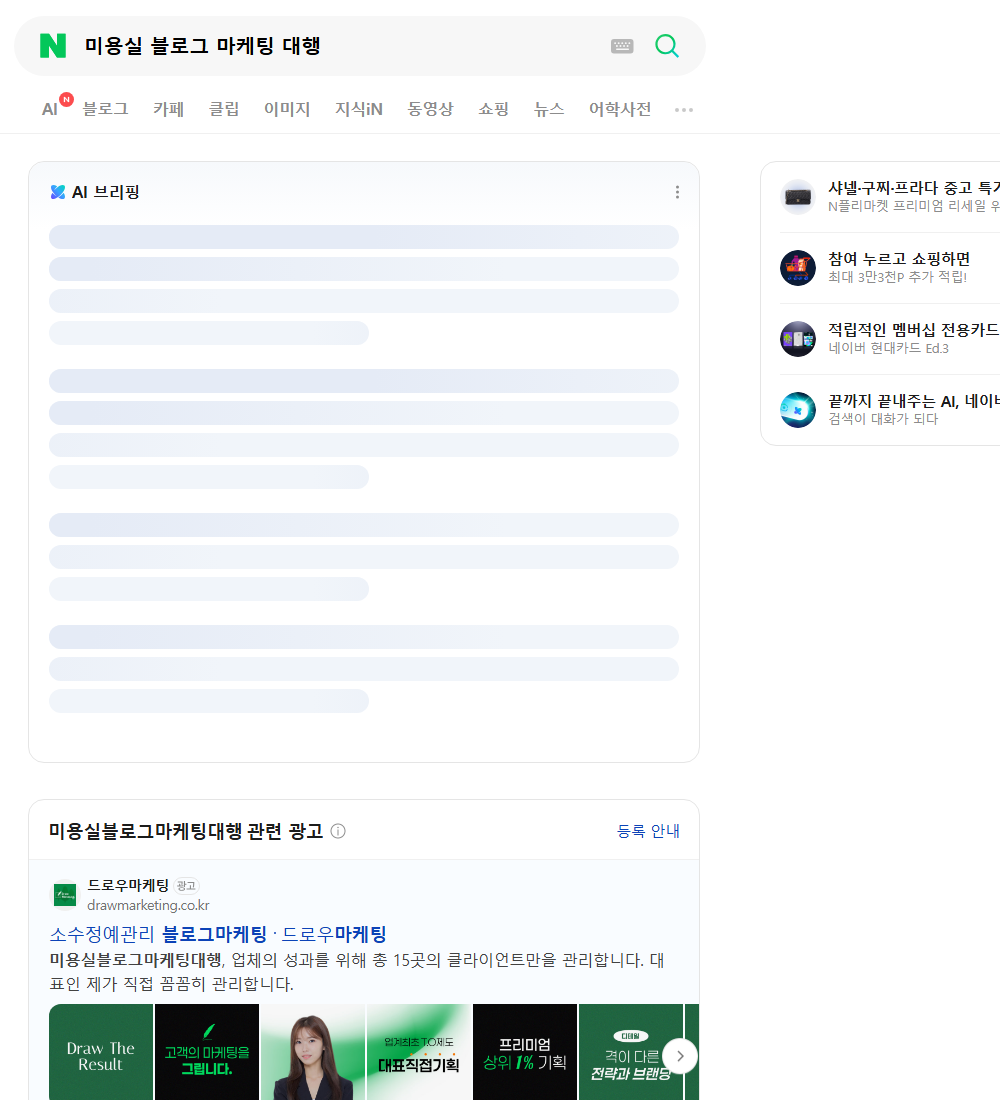 N 미용실 블로그 마케팅 대행
AI N 블로그 카페 클립 이미지 지식iN 동영상 쇼핑 뉴스 어학사전
AI 브리핑
샤넬·구찌·프라다 중고 특
N플리마켓 프리미엄 리세일
참여 누르고 쇼핑하면
최대 3만3천P 추가 적립!
적립적인 멤버십 전용카드
네이버 현대카드 Ed.3
끝까지 끝내주는 AI, 네이버
검색이 대화가 되다
미용실블로그마케팅대행 관련 광고
등록 안내
드로우마케팅 광고
drawmarketing.co.kr
소수정예관리 블로그마케팅 · 드로우마케팅
미용실블로그마케팅대행, 업체의 성과를 위해 총 15곳의 클라이언트만을 관리합니다. 대
표인 제가 직접 꼼꼼히 관리합니다.
Draw The
Result
고객의 마케팅을
그립니다.
업계최초 T.O제도
대표직접기획
프리미엄
상위 1% 기획
디테일
격이 다른
전략과 브랜딩